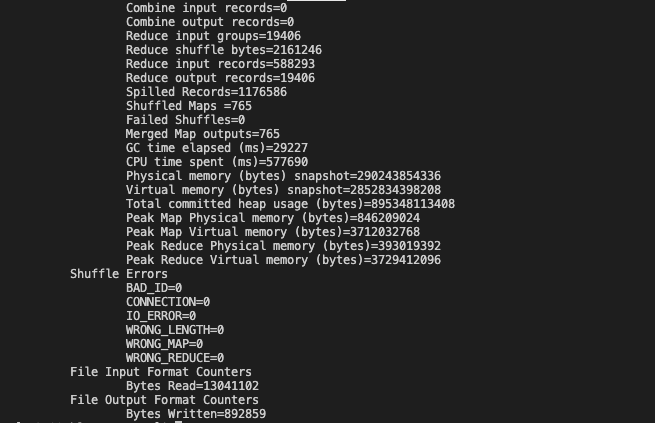 Combine input records=0
Combine output records=0
Reduce input groups=19406
Reduce shuffle bytes=2161246
Reduce input records=588293
Reduce output records=19406
Spilled Records=1176586
Shuffled Maps =765
Failed Shuffles=0
Merged Map outputs=765
GC time elapsed (ms)=29227
CPU time spent (ms)=577690
Physical memory (bytes) snapshot=290243854336
Virtual memory (bytes) snapshot=2852834398208
Total committed heap usage (bytes)=895348113408
Peak Map Physical memory (bytes)=846209024
Peak Map Virtual memory (bytes)=3712032768
Peak Reduce Physical memory (bytes)=393019392
Peak Reduce Virtual memory (bytes)=3729412096
Shuffle Errors
BAD_ID=0
CONNECTION=0
IO_ERROR=0
WRONG_LENGTH=0
WRONG_MAP=0
WRONG_REDUCE=0
File Input Format Counters
Bytes Read=13041102
File Output Format Counters
Bytes Written=892859